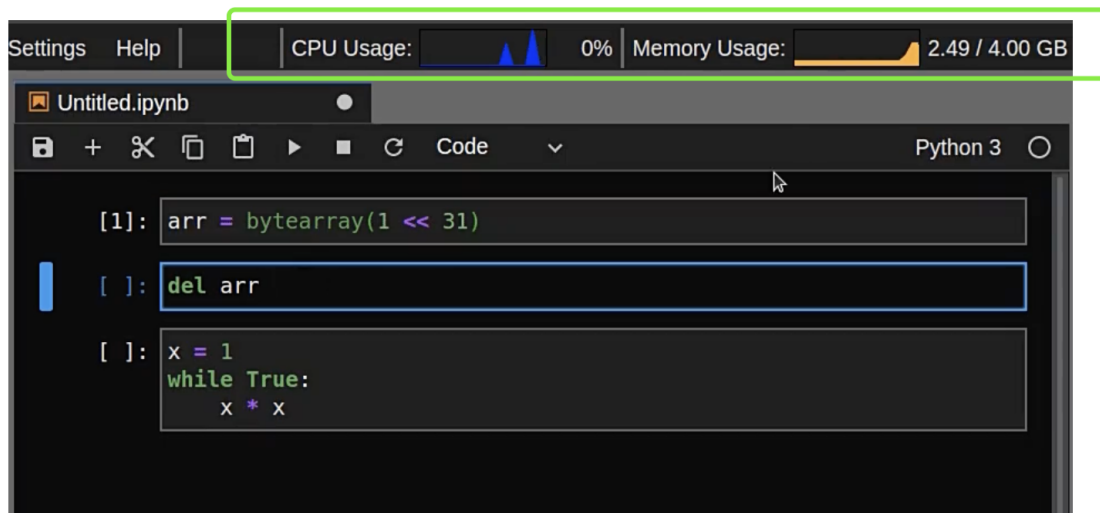 Settings Help CPU Usage: 0% Memory Usage: 2.49 / 4.00 GB
Untitled.ipynb
Code Python 3
[1]: arr = bytearray(1 << 31)
[ ]: del arr
[ ]: x = 1
while True:
    x * x